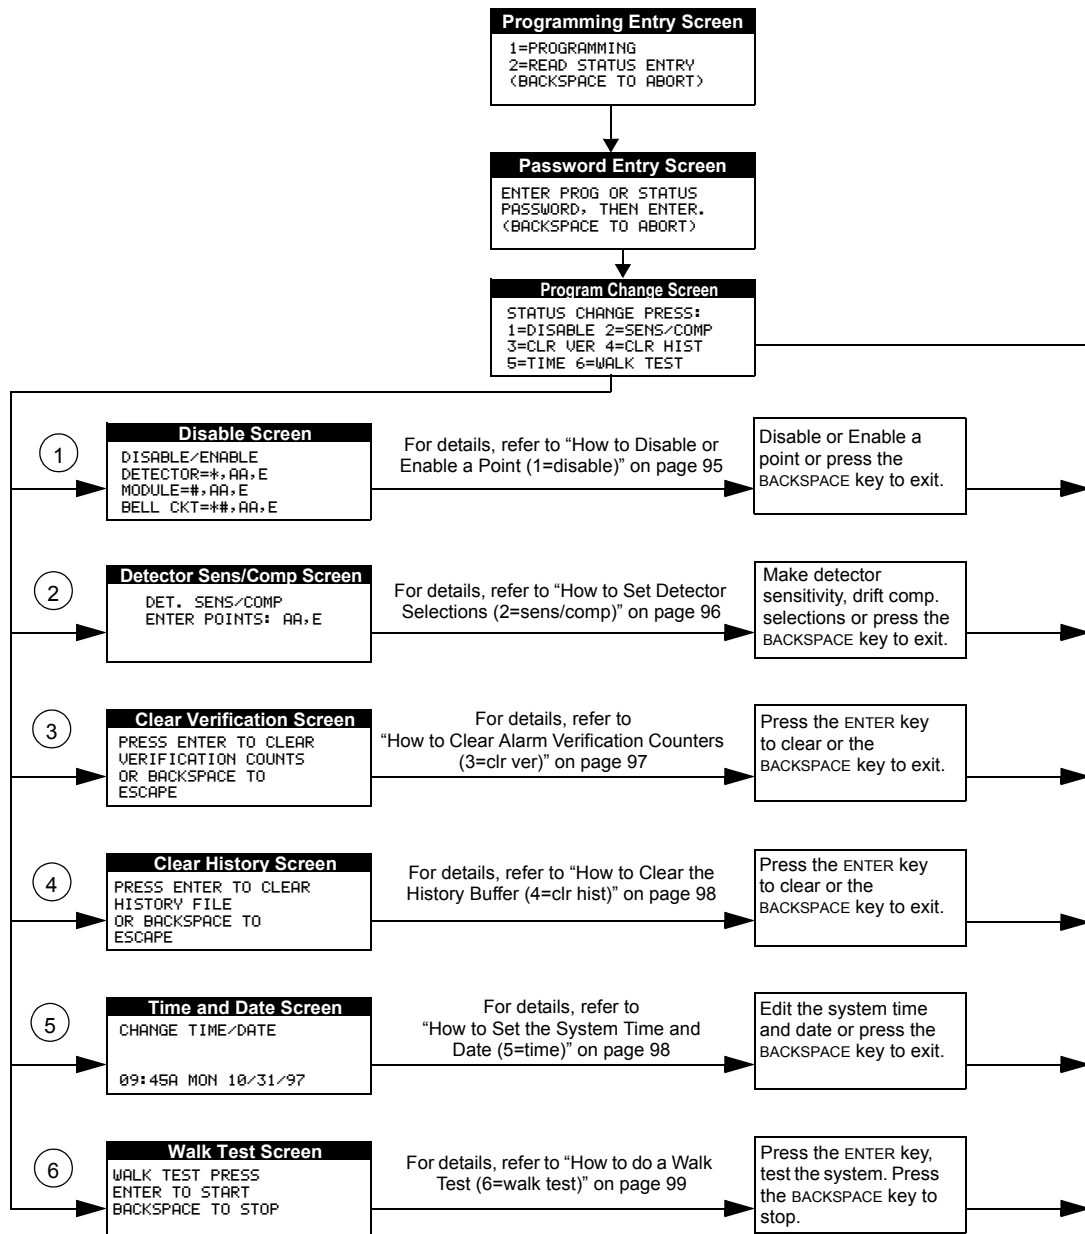 Programming Entry Screen
1=PROGRAMMING
2=READ STATUS ENTRY
(BACKSPACE TO ABORT)
Password Entry Screen
ENTER PROG OR STATUS
PASSWORD, THEN ENTER.
(BACKSPACE TO ABORT)
Program Change Screen
STATUS CHANGE PRESS:
1=DISABLE 2=SENS/COMP
3=CLR VER 4=CLR HIST
5=TIME 6=WALK TEST
1
Disable Screen
DISABLE/ENABLE
DETECTOR=*,AA,E
MODULE=#,AA,E
BELL CKT=*#,AA,E
For details, refer to “How to Disable or
Enable a Point (1=disable)” on page 95
Disable or Enable a
point or press the
BACKSPACE key to exit.
2
Detector Sens/Comp Screen
DET. SENS/COMP
ENTER POINTS: AA,E
For details, refer to “How to Set Detector
Selections (2=sens/comp)” on page 96
Make detector
sensitivity, drift comp.
selections or press the
BACKSPACE key to exit.
3
Clear Verification Screen
PRESS ENTER TO CLEAR
VERIFICATION COUNTS
OR BACKSPACE TO
ESCAPE
For details, refer to
“How to Clear Alarm Verification Counters
(3=clr ver)” on page 97
Press the ENTER key
to clear or the
BACKSPACE key to exit.
4
Clear History Screen
PRESS ENTER TO CLEAR
HISTORY FILE
OR BACKSPACE TO
ESCAPE
For details, refer to “How to Clear the
History Buffer (4=clr hist)” on page 98
Press the ENTER key
to clear or the
BACKSPACE key to exit.
5
Time and Date Screen
CHANGE TIME/DATE
09:45A MON 10/31/97
For details, refer to
“How to Set the System Time and
Date (5=time)” on page 98
Edit the system time
and date or press the
BACKSPACE key to exit.
6
Walk Test Screen
WALK TEST PRESS
ENTER TO START
BACKSPACE TO STOP
For details, refer to “How to do a Walk
Test (6=walk test)” on page 99
Press the ENTER key,
test the system. Press
the BACKSPACE key to
stop.